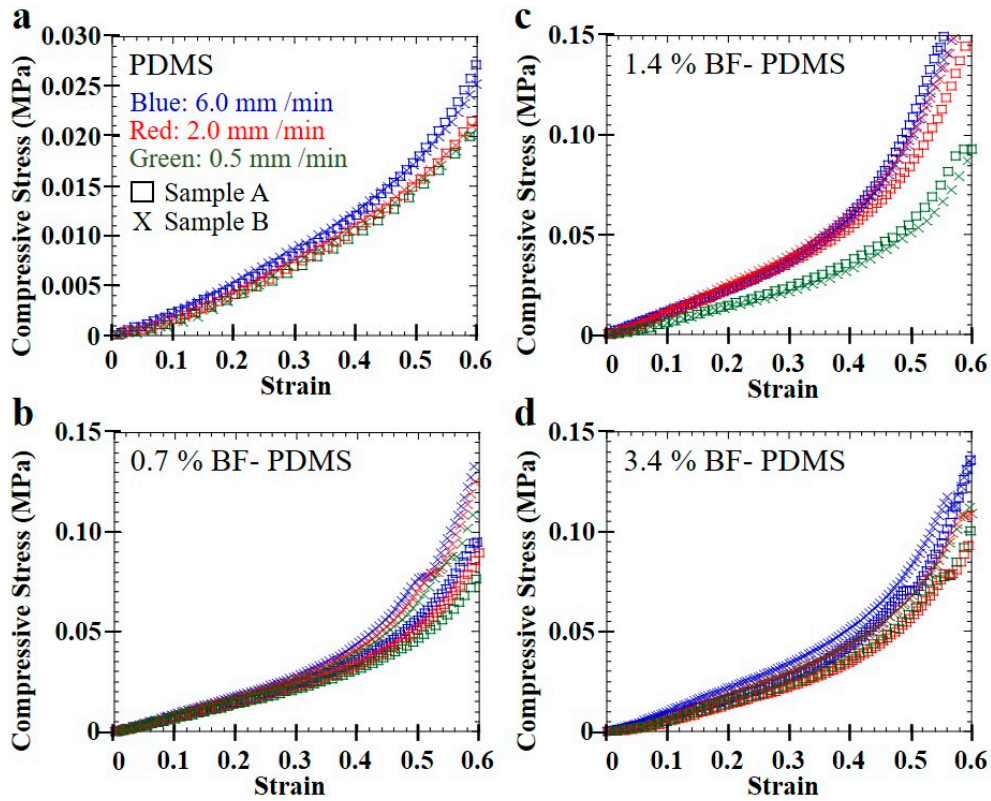 a
0.030
0.025
0.020
0.015
0.010
0.005
0
Compressive Stress (MPa)
PDMS
Blue: 6.0 mm /min
Red: 2.0 mm /min
Green: 0.5 mm /min
Sample A
X Sample B
0 0.1 0.2 0.3 0.4 0.5 0.6
Strain
c
0.15
0.10
0.05
0
Compressive Stress (MPa)
1.4 % BF- PDMS
0 0.1 0.2 0.3 0.4 0.5 0.6
Strain
b
0.15
0.10
0.05
0
Compressive Stress (MPa)
0.7 % BF- PDMS
0 0.1 0.2 0.3 0.4 0.5 0.6
Strain
d
0.15
0.10
0.05
0
Compressive Stress (MPa)
3.4 % BF- PDMS
0 0.1 0.2 0.3 0.4 0.5 0.6
Strain